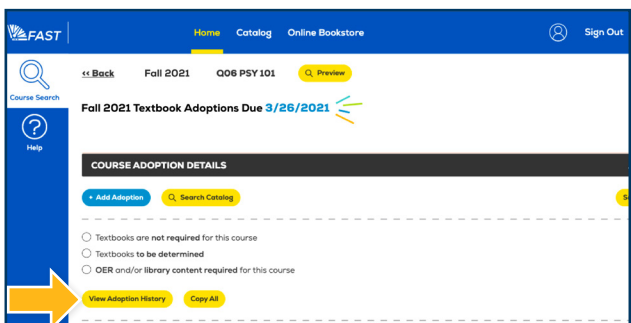 FAST
Home Catalog Online Bookstore Sign Out
<< Back Fall 2021 Q06 PSY 101 Preview
Course Search
Fall 2021 Textbook Adoptions Due 3/26/2021
Help
COURSE ADOPTION DETAILS
+ Add Adoption Search Catalog
Textbooks are not required for this course
Textbooks to be determined
OER and/or library content required for this course
View Adoption History Copy All